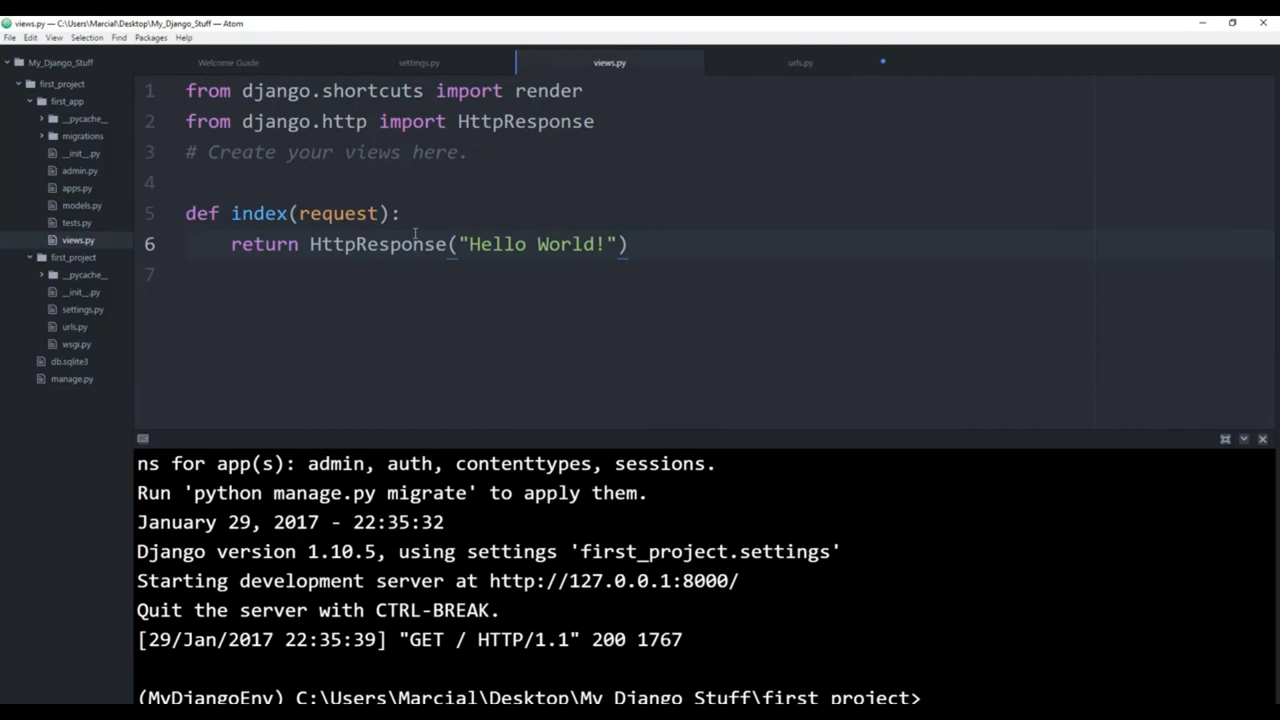 views.py — C:\Users\Marcial\Desktop\My_Django_Stuff — Atom
File Edit View Selection Find Packages Help
My_Django_Stuff
first_project
first_app
__pycache__
migrations
__init__.py
admin.py
apps.py
models.py
tests.py
views.py
first_project
__pycache__
__init__.py
settings.py
urls.py
wsgi.py
db.sqlite3
manage.py
Welcome Guide settings.py views.py urls.py
1 from django.shortcuts import render
2 from django.http import HttpResponse
3 # Create your views here.
4
5 def index(request):
6 return HttpResponse("Hello World!")
7
ns for app(s): admin, auth, contenttypes, sessions.
Run 'python manage.py migrate' to apply them.
January 29, 2017 - 22:35:32
Django version 1.10.5, using settings 'first_project.settings'
Starting development server at http://127.0.0.1:8000/
Quit the server with CTRL-BREAK.
[29/Jan/2017 22:35:39] "GET / HTTP/1.1" 200 1767
(MyDjangoEnv) C:\Users\Marcial\Desktop\My_Django_Stuff\first_project>